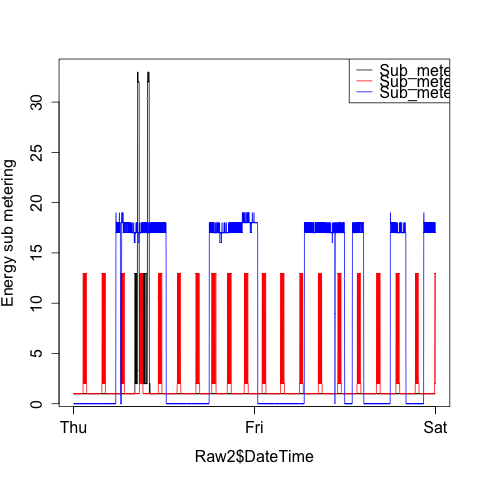 Sub_mete
Sub_mete
Sub_mete
Energy sub metering
30
25
20
15
10
5
0
Thu Fri Sat
Raw2$DateTime